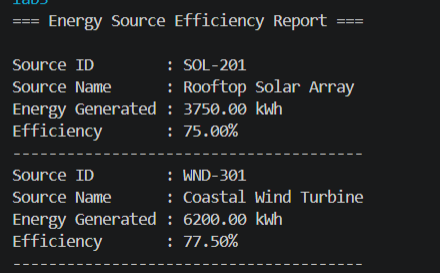 lab5
=== Energy Source Efficiency Report ===
Source ID        : SOL-201
Source Name      : Rooftop Solar Array
Energy Generated : 3750.00 kWh
Efficiency       : 75.00%
---------------------------------------
Source ID        : WND-301
Source Name      : Coastal Wind Turbine
Energy Generated : 6200.00 kWh
Efficiency       : 77.50%
---------------------------------------